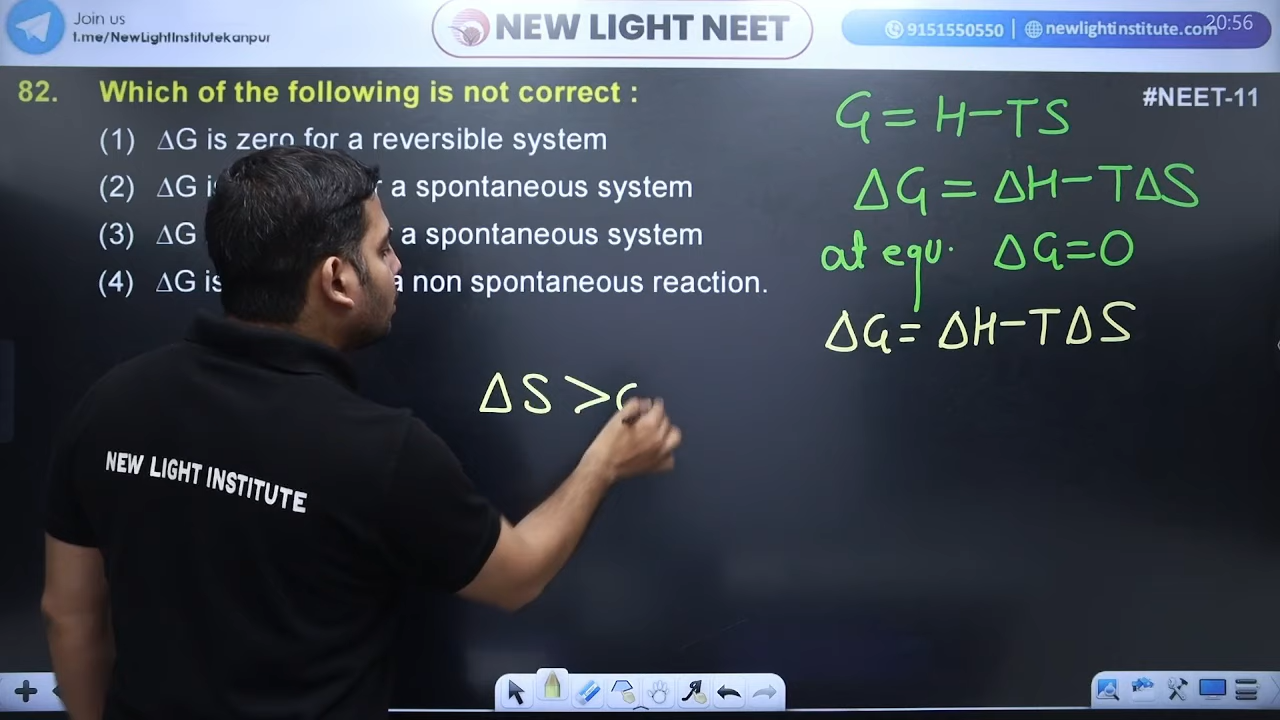 Join us
t.me/NewLightInstitutekanpur
NEW LIGHT NEET
9151550550 | newlightinstitute.com
20:56
82. Which of the following is not correct :
#NEET-11
(1) ΔG is zero for a reversible system
(2) ΔG a spontaneous system
(3) ΔG a spontaneous system
(4) ΔG is a non spontaneous reaction.
G = H - TS
ΔG = ΔH - TΔS
at equ. ΔG = 0
ΔG = ΔH - TΔS
ΔS >
NEW LIGHT INSTITUTE